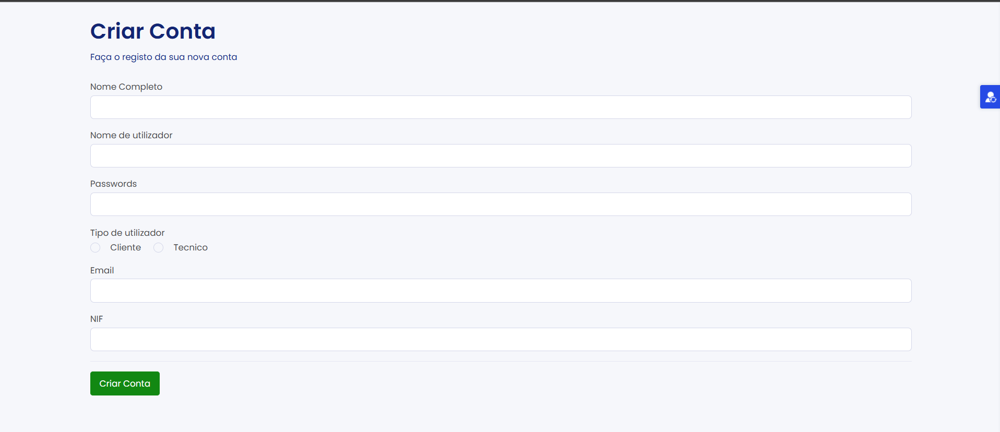 Criar Conta
Faça o registo da sua nova conta
Nome Completo
Nome de utilizador
Passwords
Tipo de utilizador
Cliente Tecnico
Email
NIF
Criar Conta